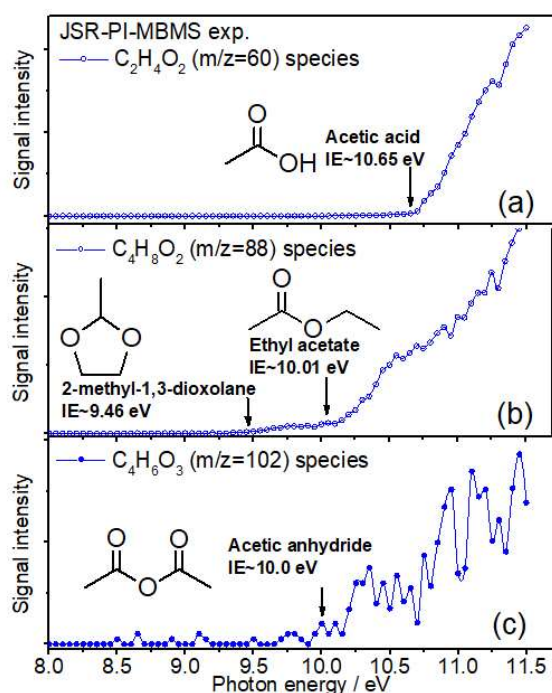 JSR-PI-MBMS exp.
C₂H₄O₂ (m/z=60) species
Signal intensity
O
OH
Acetic acid
IE~10.65 eV
(a)
C₄H₈O₂ (m/z=88) species
Signal intensity
O
O
O
O
Ethyl acetate
IE~10.01 eV
2-methyl-1,3-dioxolane
IE~9.46 eV
(b)
C₄H₆O₃ (m/z=102) species
Signal intensity
O
O
O
Acetic anhydride
IE~10.0 eV
(c)
8.0 8.5 9.0 9.5 10.0 10.5 11.0 11.5
Photon energy / eV